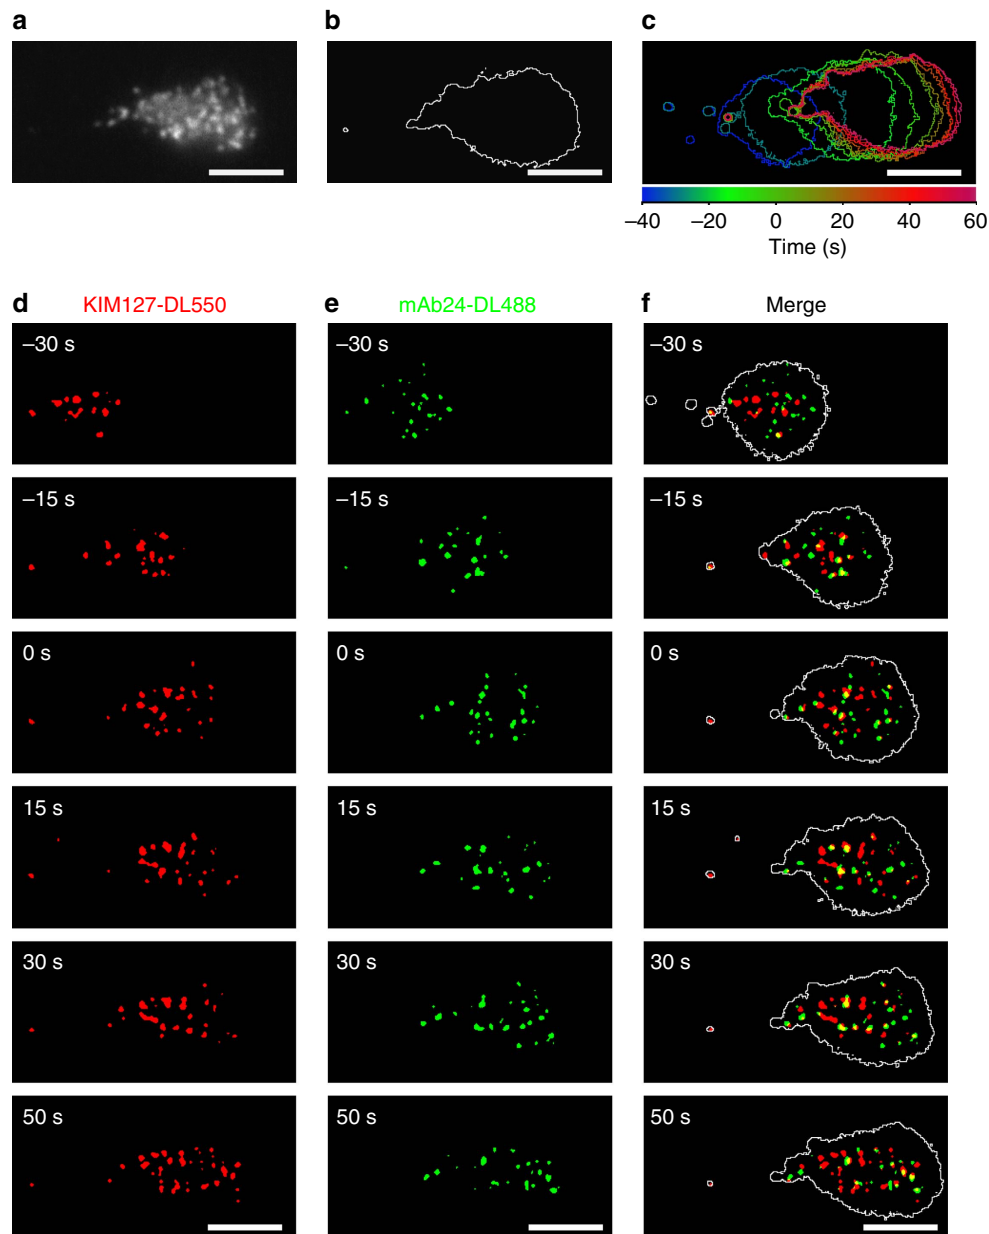 a
b
c
–40 –20 0 20 40 60
Time (s)
d KIM127-DL550
e mAb24-DL488
f Merge
–30 s –30 s –30 s
–15 s –15 s –15 s
0 s 0 s 0 s
15 s 15 s 15 s
30 s 30 s 30 s
50 s 50 s 50 s